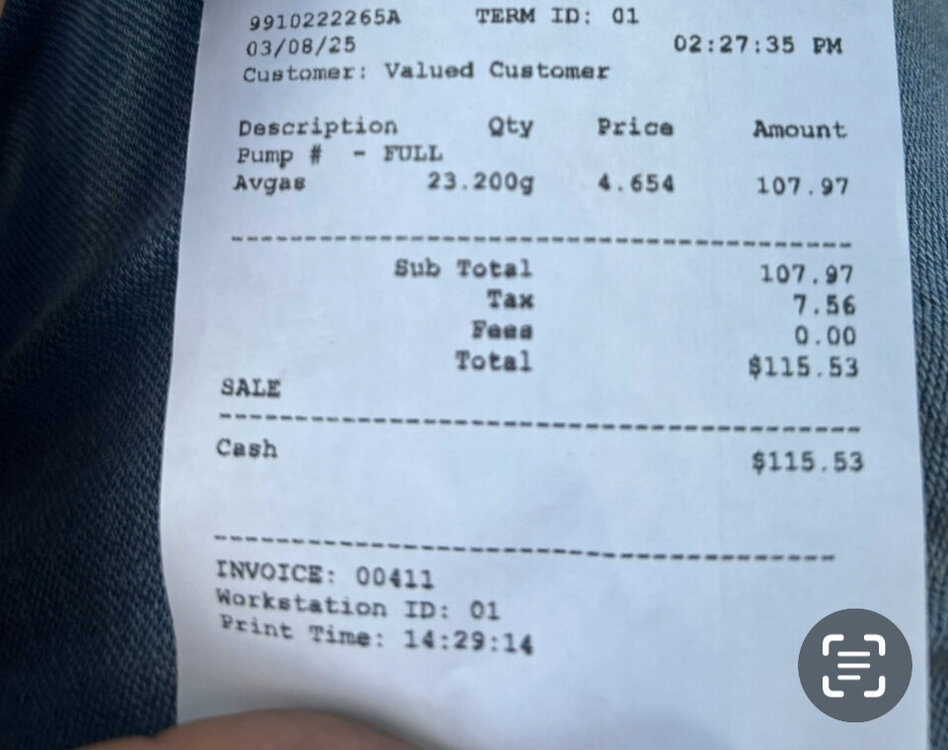 9910222265A TERM ID: 01
03/08/25 02:27:35 PM
Customer: Valued Customer
Description Qty Price Amount
Pump # - FULL
Avgas 23.200g 4.654 107.97
Sub Total 107.97
Tax 7.56
Fees 0.00
Total $115.53
SALE
Cash $115.53
INVOICE: 00411
Workstation ID: 01
Print Time: 14:29:14